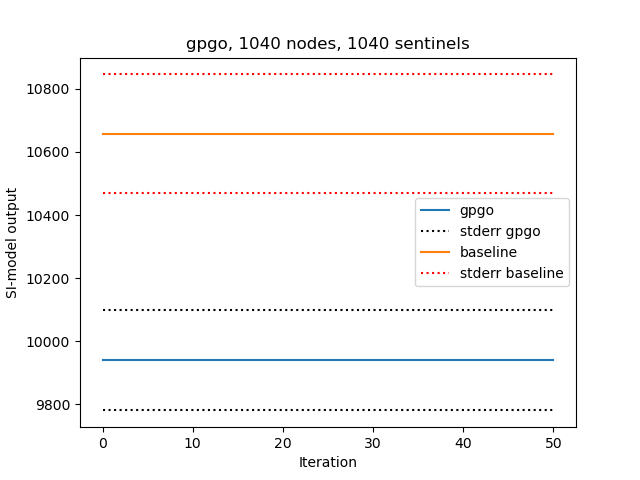 gpgo, 1040 nodes, 1040 sentinels
SI-model output
10800
10600
10400
10200
10000
9800
gpgo
stderr gpgo
baseline
stderr baseline
0 10 20 30 40 50
Iteration